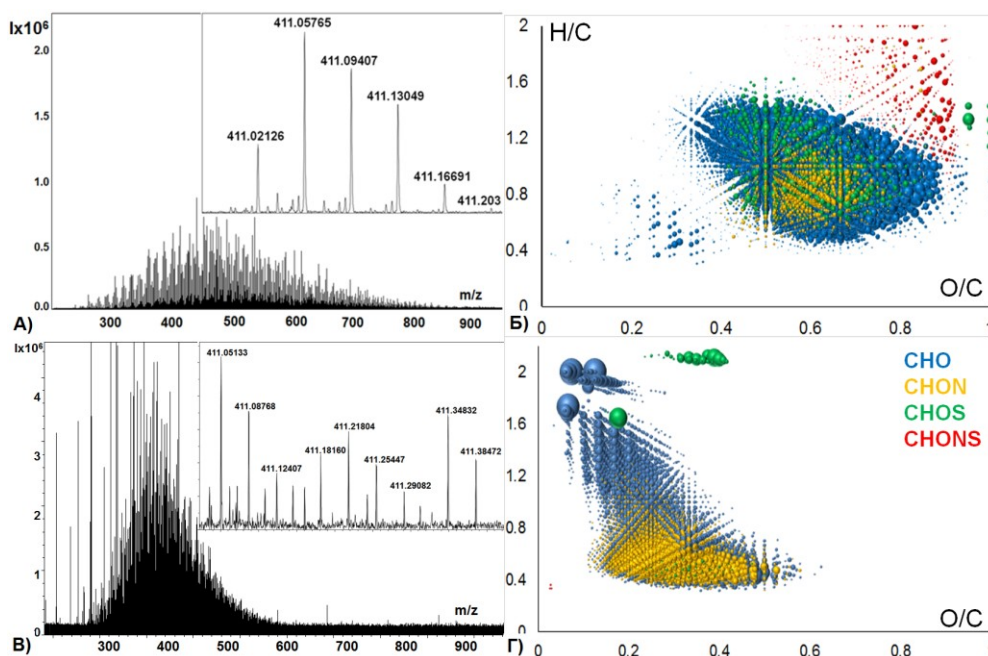 Ix10⁶
2.0
1.5
1.0
0.5
0.0
411.05765
411.09407
411.13049
411.02126
411.16691
411.203
m/z
300 400 500 600 700 800 900
А)
H/C
2
1.6
1.2
0.8
0.4
0
Б)
0 0.2 0.4 0.6 0.8 1
O/C
Ix10⁶
4
3
2
1
0
411.05133
411.08768
411.12407
411.18160
411.21804
411.25447
411.29082
411.34832
411.38472
m/z
300 400 500 600 700 800 900
В)
2
1.6
1.2
0.8
0.4
0
CHO
CHON
CHOS
CHONS
O/C
Г)
0 0.2 0.4 0.6 0.8 1